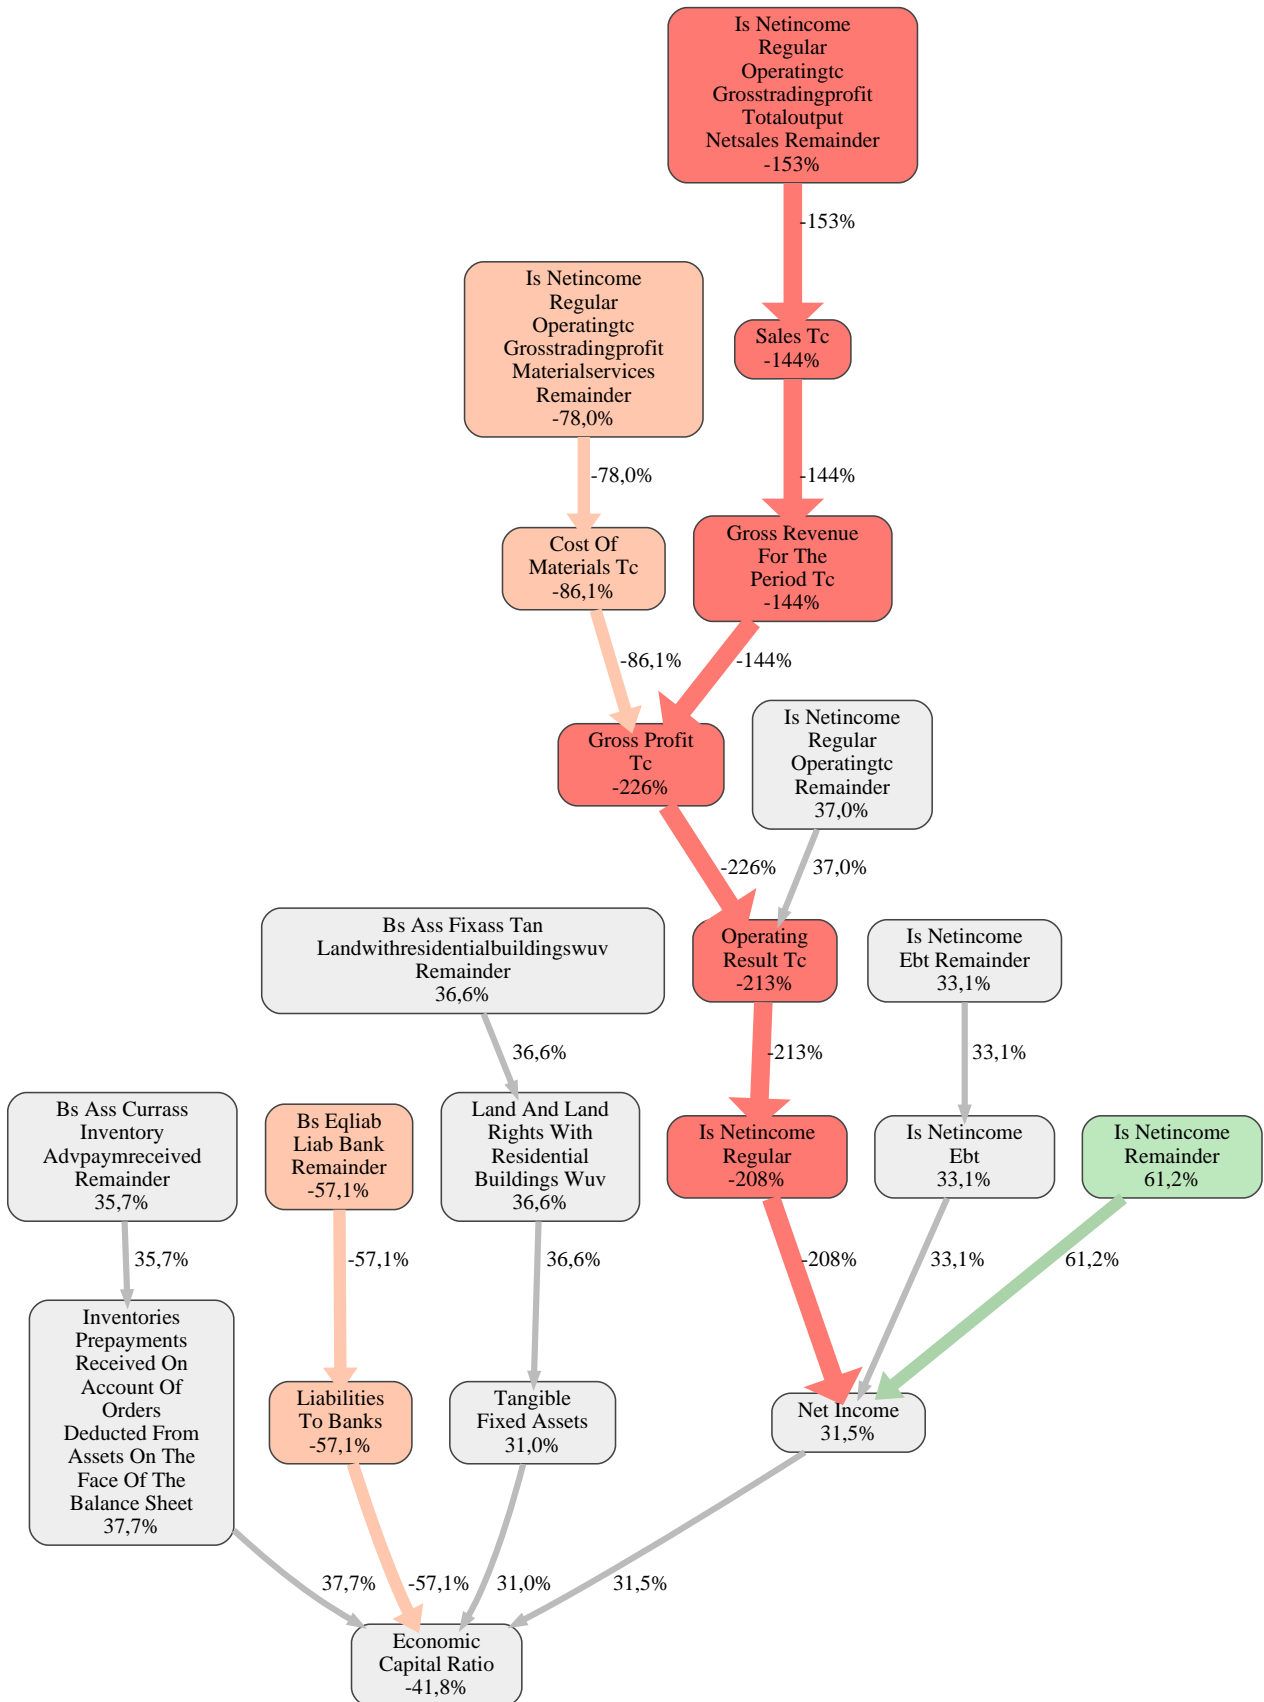 Is Netincome
Regular
Operatingtc
Grosstradingprofit
Totaloutput
Netsales Remainder
-153%
-153%
Is Netincome
Regular
Operatingtc
Grosstradingprofit
Materialservices
Remainder
-78,0%
Sales Tc
-144%
-78,0%
-144%
Cost Of
Materials Tc
-86,1%
Gross Revenue
For The
Period Tc
-144%
-86,1%
-144%
Gross Profit
Tc
-226%
Is Netincome
Regular
Operatingtc
Remainder
37,0%
-226%
37,0%
Bs Ass Fixass Tan
Landwithresidentialbuildingswuv
Remainder
36,6%
Operating
Result Tc
-213%
Is Netincome
Ebt Remainder
33,1%
36,6%
-213%
33,1%
Bs Ass Currass
Inventory
Advpaymreceived
Remainder
35,7%
Bs Eqliab
Liab Bank
Remainder
-57,1%
Land And Land
Rights With
Residential
Buildings Wuv
36,6%
Is Netincome
Regular
-208%
Is Netincome
Ebt
33,1%
Is Netincome
Remainder
61,2%
35,7%
-57,1%
36,6%
-208%
33,1%
61,2%
Inventories
Prepayments
Received On
Account Of
Orders
Deducted From
Assets On The
Face Of The
Balance Sheet
37,7%
Liabilities
To Banks
-57,1%
Tangible
Fixed Assets
31,0%
Net Income
31,5%
37,7%
-57,1%
31,0%
31,5%
Economic
Capital Ratio
-41,8%